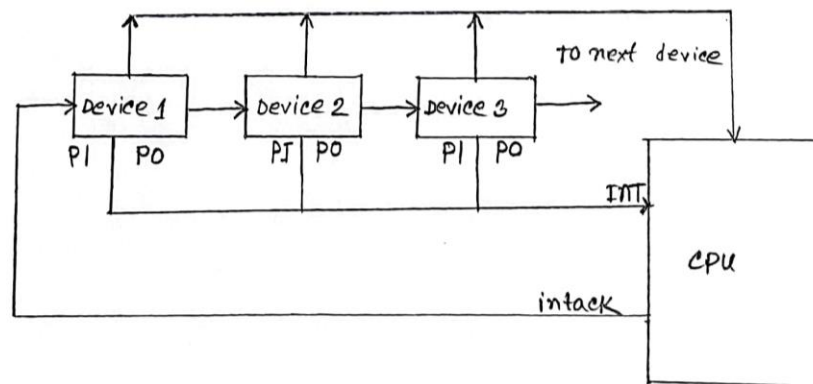 TO next device
Device 1
Device 2
Device 3
PI PO
PI PO
PI PO
INT
CPU
intack